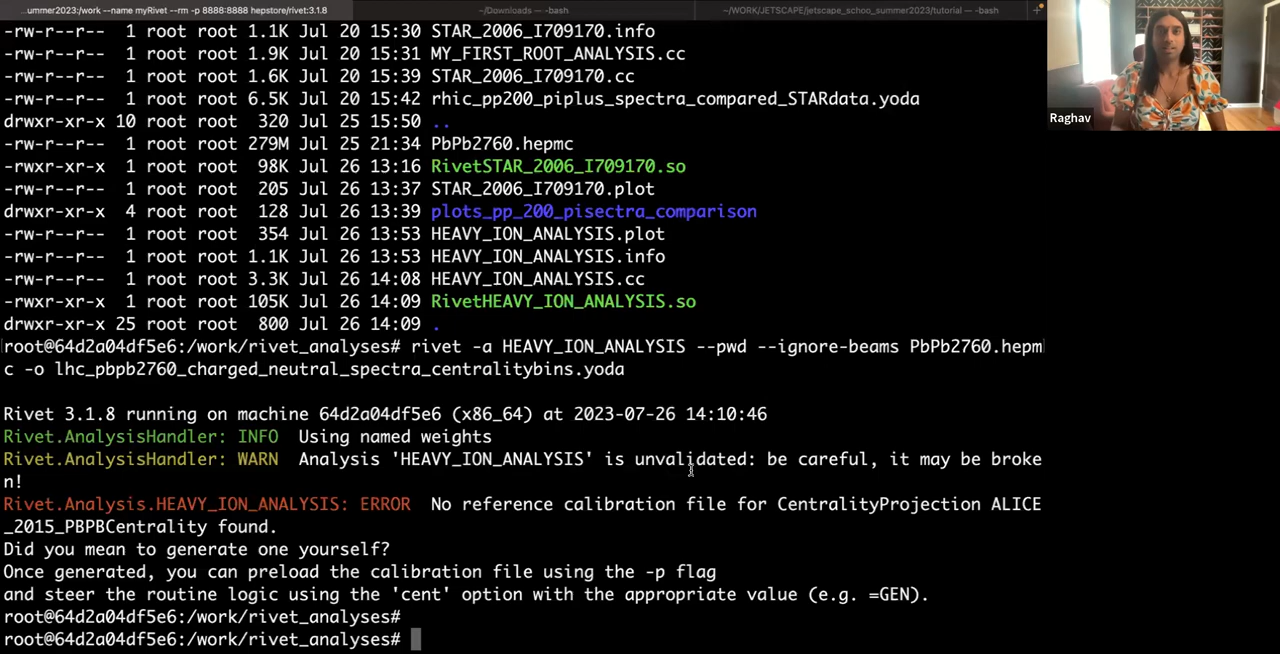 ...ummer2023:/work --name myRivet --rm -p 8888:8888 hepstore/rivet:3.1.8
~/Downloads — -bash
~/WORK/JETSCAPE/jetscape_schoo_summer2023/tutorial — -bash
+
-rw-r--r-- 1 root root 1.1K Jul 20 15:30 STAR_2006_I709170.info
-rw-r--r-- 1 root root 1.9K Jul 20 15:31 MY_FIRST_ROOT_ANALYSIS.cc
-rw-r--r-- 1 root root 1.6K Jul 20 15:42 STAR_2006_I709170.cc
-rw-r--r-- 1 root root 6.5K Jul 20 15:42 rhic_pp200_piplus_spectra_compared_STARdata.yoda
drwxr-xr-x 10 root root 320 Jul 25 15:50 ..
-rw-r--r-- 1 root root 279M Jul 25 21:34 PbPb2760.hepmc
-rwxr-xr-x 1 root root 98K Jul 26 13:16 RivetSTAR_2006_I709170.so
-rw-r--r-- 1 root root 205 Jul 26 13:37 STAR_2006_I709170.plot
drwxr-xr-x 4 root root 128 Jul 26 13:39 plots_pp_200_pisectra_comparison
-rw-r--r-- 1 root root 354 Jul 26 13:53 HEAVY_ION_ANALYSIS.plot
-rw-r--r-- 1 root root 1.1K Jul 26 13:53 HEAVY_ION_ANALYSIS.info
-rw-r--r-- 1 root root 3.3K Jul 26 14:08 HEAVY_ION_ANALYSIS.cc
-rwxr-xr-x 1 root root 105K Jul 26 14:09 RivetHEAVY_ION_ANALYSIS.so
drwxr-xr-x 25 root root 800 Jul 26 14:09 .
root@64d2a04df5e6:/work/rivet_analyses# rivet -a HEAVY_ION_ANALYSIS --pwd --ignore-beams PbPb2760.hepm
c -o lhc_pbpb2760_charged_neutral_spectra_centralitybins.yoda
Rivet 3.1.8 running on machine 64d2a04df5e6 (x86_64) at 2023-07-26 14:10:46
Rivet.AnalysisHandler: INFO Using named weights
Rivet.AnalysisHandler: WARN Analysis 'HEAVY_ION_ANALYSIS' is unvalidated: be careful, it may be broke
n!
Rivet.Analysis.HEAVY_ION_ANALYSIS: ERROR No reference calibration file for CentralityProjection ALICE
_2015_PBPBCentrality found.
Did you mean to generate one yourself?
Once generated, you can preload the calibration file using the -p flag
and steer the routine logic using the 'cent' option with the appropriate value (e.g. =GEN).
root@64d2a04df5e6:/work/rivet_analyses#
root@64d2a04df5e6:/work/rivet_analyses#
Raghav